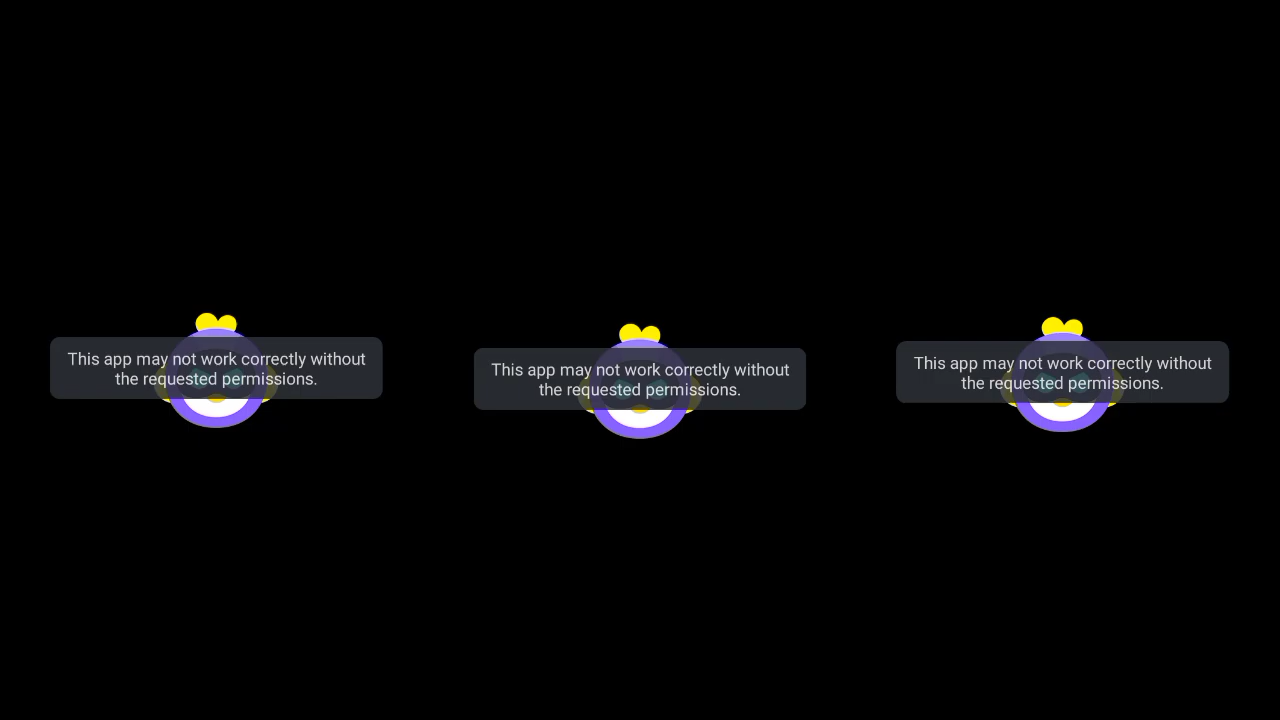 This app may not work correctly without
the requested permissions.
This app may not work correctly without
the requested permissions.
This app may not work correctly without
the requested permissions.